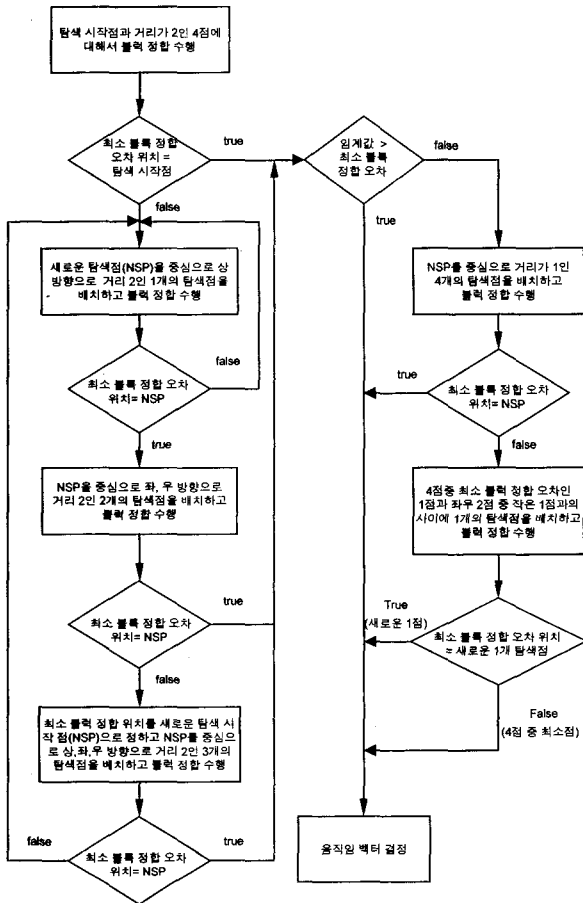 탐색 시작점과 거리가 2인 4점에
대해서 블럭 정합 수행
최소 블록 정합
오차 위치 =
탐색 시작점
true
false
새로운 탐색점(NSP)을 중심으로 상
방향으로 거리 2인 1개의 탐색점을
배치하고 블럭 정합 수행
false
최소 블록 정합 오차
위치= NSP
true
NSP을 중심으로 좌, 우 방향으로
거리 2인 2개의 탐색점를 배치하고
블럭 정합 수행
true
최소 블록 정합 오차
위치= NSP
false
최소 블럭 정합 위치를 새로운 탐색 시
작 점(NSP)으로 정하고 NSP를 중심으
로 상,좌,우 방향으로 거리 2인 3개의
탐색점를 배치하고 블럭 정합 수행
false
true
최소 블록 정합 오차
위치= NSP
임계값 >
최소 블록
정합 오차
false
true
NSP를 중심으로 거리가 1인
4개의 탐색점을 배치하고
블럭 정합 수행
true
최소 블록 정합 오차
위치= NSP
false
4점중 최소 블럭 정합 오차인
1점과 좌우 2점 중 작은 1점과의
사이에 1개의 탐색점을 배치하고
블럭 정합 수행
True
(새로운 1점)
최소 블록 정합 오차 위치
= 새로운 1개 탐색점
False
(4점 중 최소점)
움직임 벡터 결정